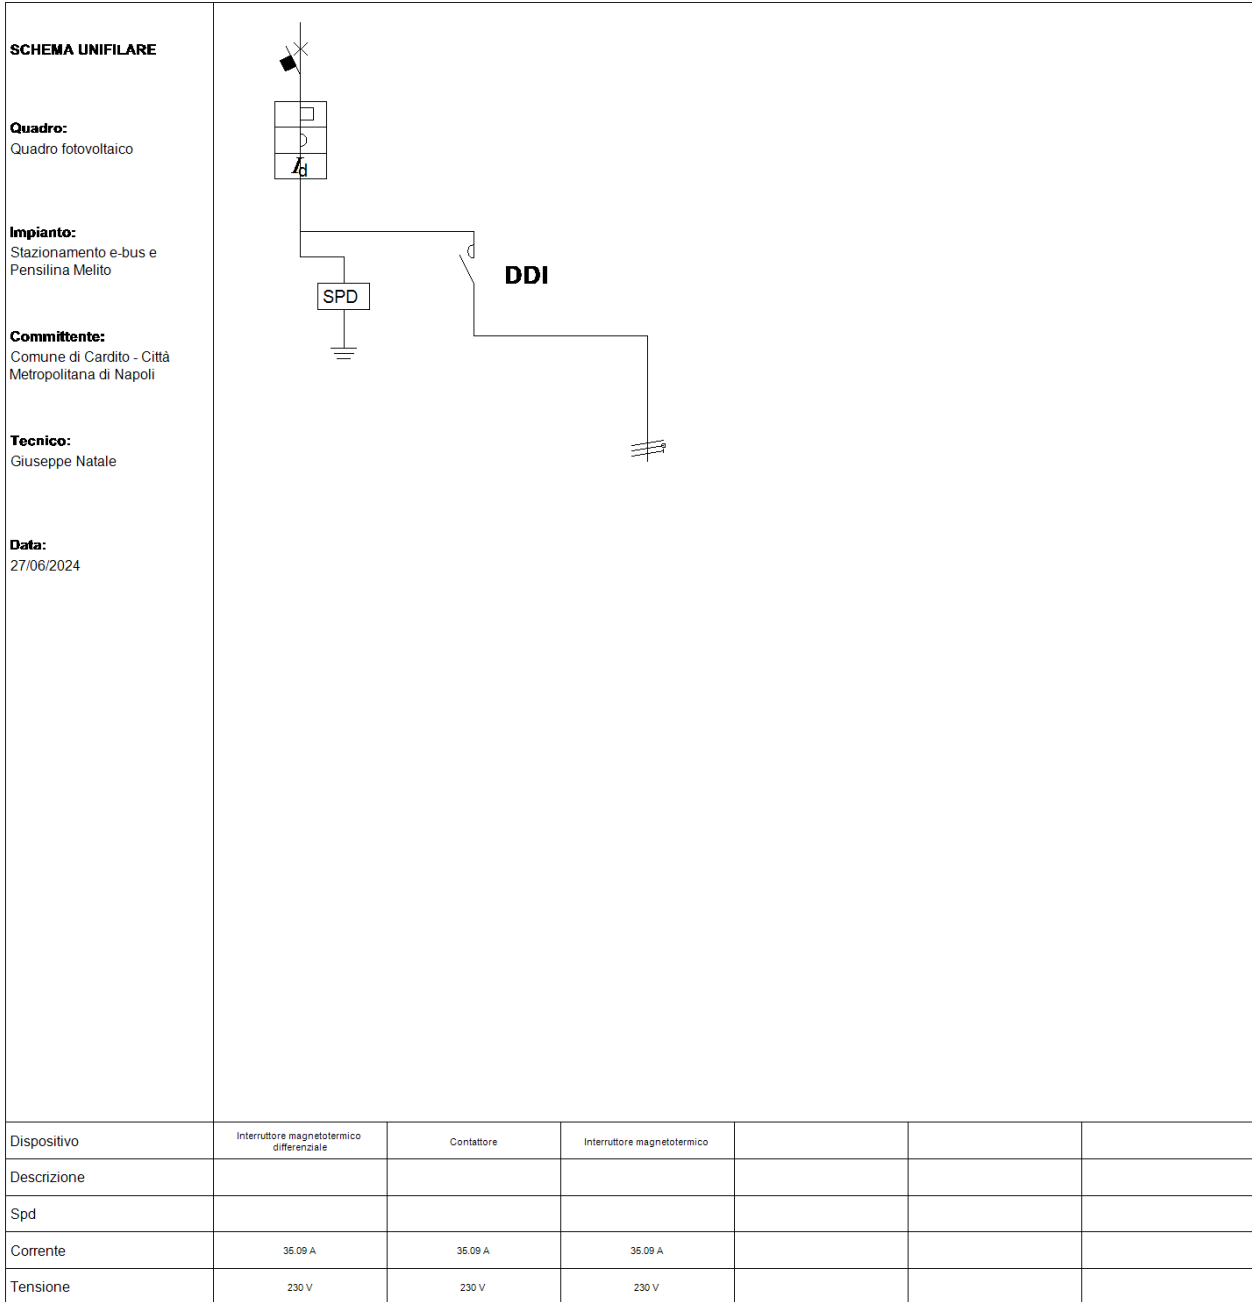 SCHEMA UNIFILARE
Quadro:
Quadro fotovoltaico
Impianto:
Stazionamento e-bus e
Pensilina Melito
Committente:
Comune di Cardito - Città
Metropolitana di Napoli
Tecnico:
Giuseppe Natale
Data:
27/06/2024
Id
SPD
DDI
Dispositivo
Interruttore magnetotermico
differenziale
Contattore
Interruttore magnetotermico
Descrizione
Spd
Corrente
35.09 A
35.09 A
35.09 A
Tensione
230 V
230 V
230 V